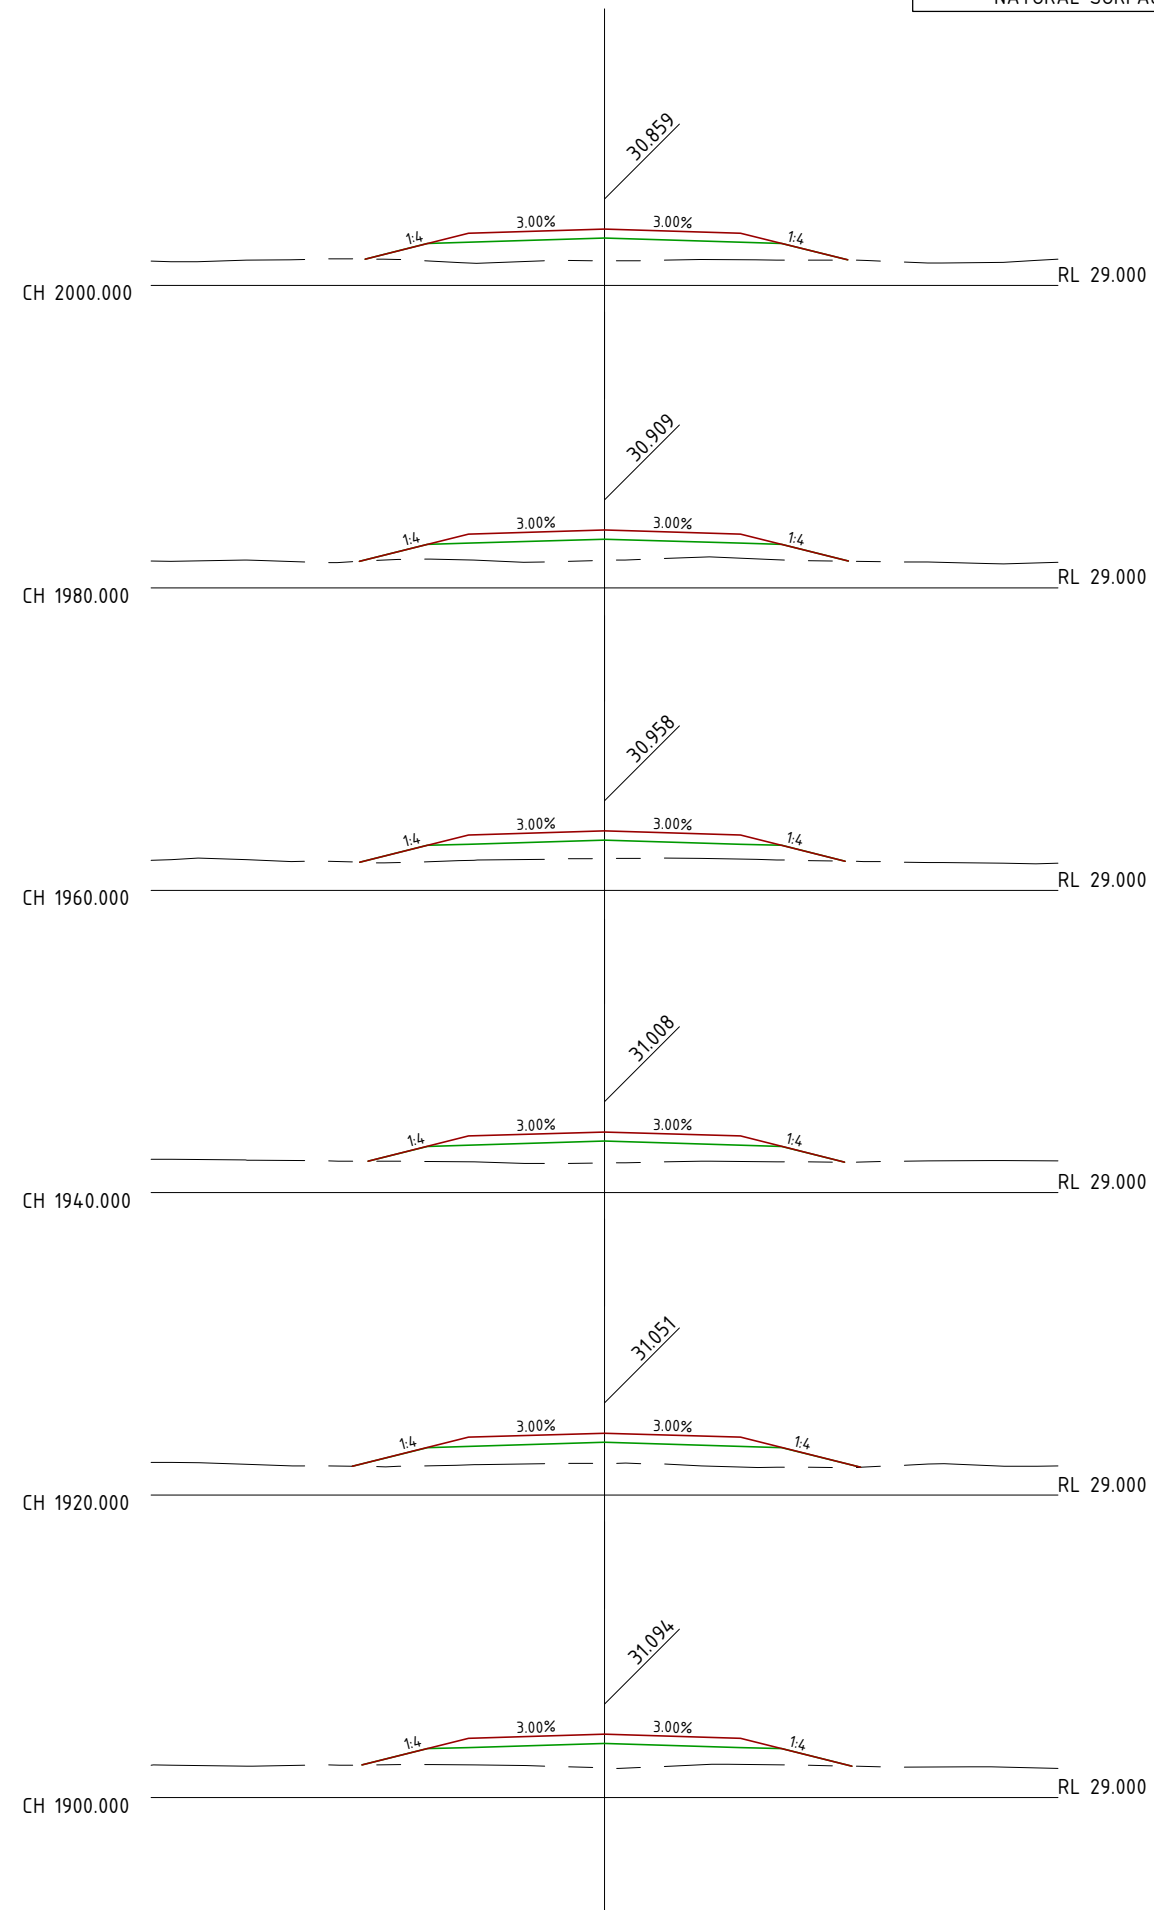 NATURAL SURFAC
30.859
3.00% 3.00%
1:4 1:4
CH 2000.000 RL 29.000
30.909
3.00% 3.00%
1:4 1:4
CH 1980.000 RL 29.000
30.958
3.00% 3.00%
1:4 1:4
CH 1960.000 RL 29.000
31.008
3.00% 3.00%
1:4 1:4
CH 1940.000 RL 29.000
31.051
3.00% 3.00%
1:4 1:4
CH 1920.000 RL 29.000
31.094
3.00% 3.00%
1:4 1:4
CH 1900.000 RL 29.000